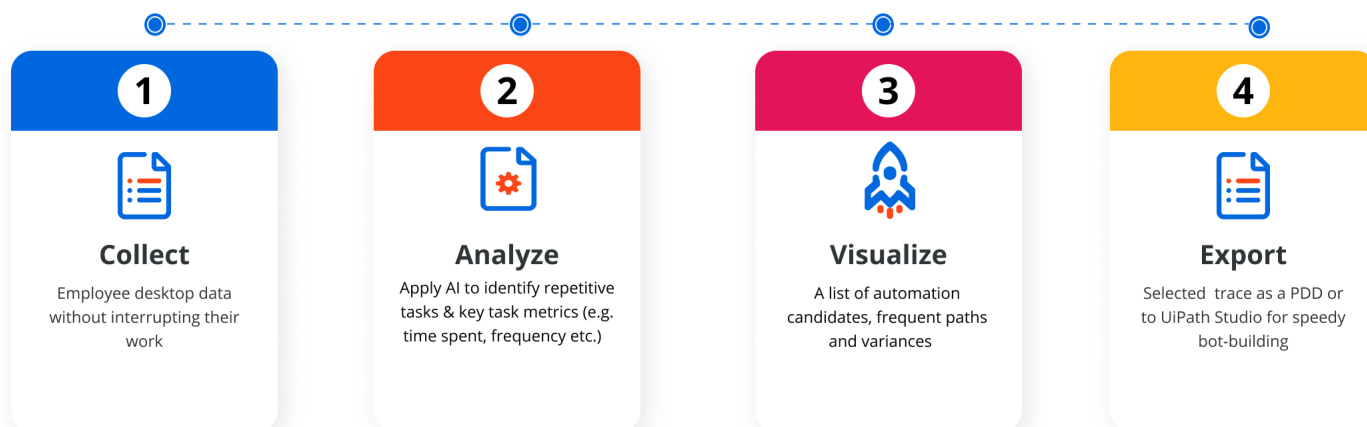 1
Collect
Employee desktop data
without interrupting their
work
2
Analyze
Apply AI to identify repetitive
tasks & key task metrics (e.g.
time spent, frequency etc.)
3
Visualize
A list of automation
candidates, frequent paths
and variances
4
Export
Selected  trace as a PDD or
to UiPath Studio for speedy
bot-building